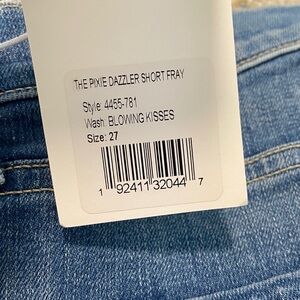 THE PIXIE DAZZLER SHORT FRAY
Style: 4455-781
Wash: BLOWING KISSES
Size: 27
1 92411 32044 7